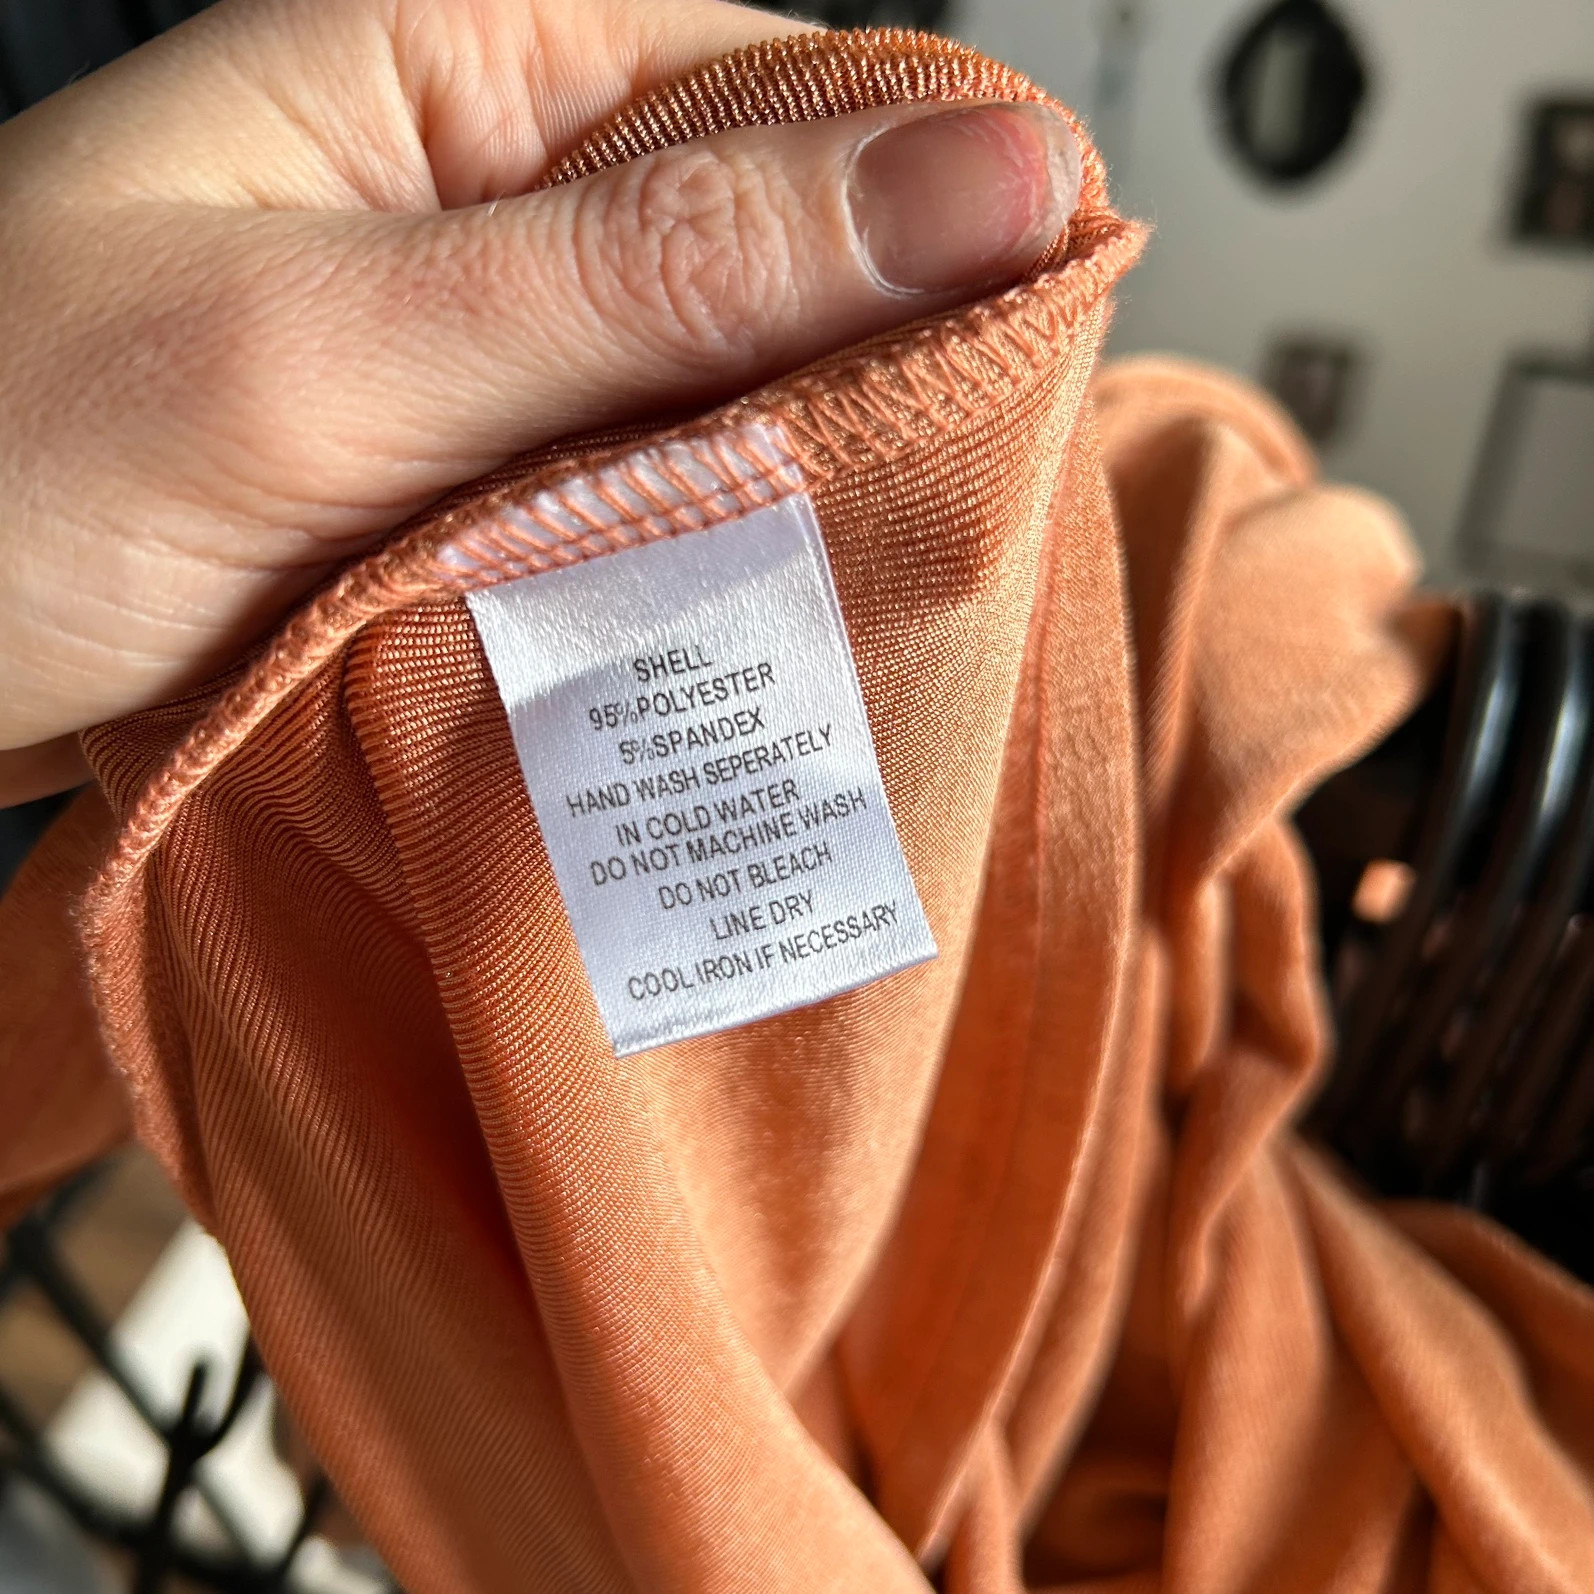 SHELL
95%POLYESTER
5%SPANDEX
HAND WASH SEPERATELY
IN COLD WATER
DO NOT MACHINE WASH
DO NOT BLEACH
LINE DRY
COOL IRON IF NECESSARY